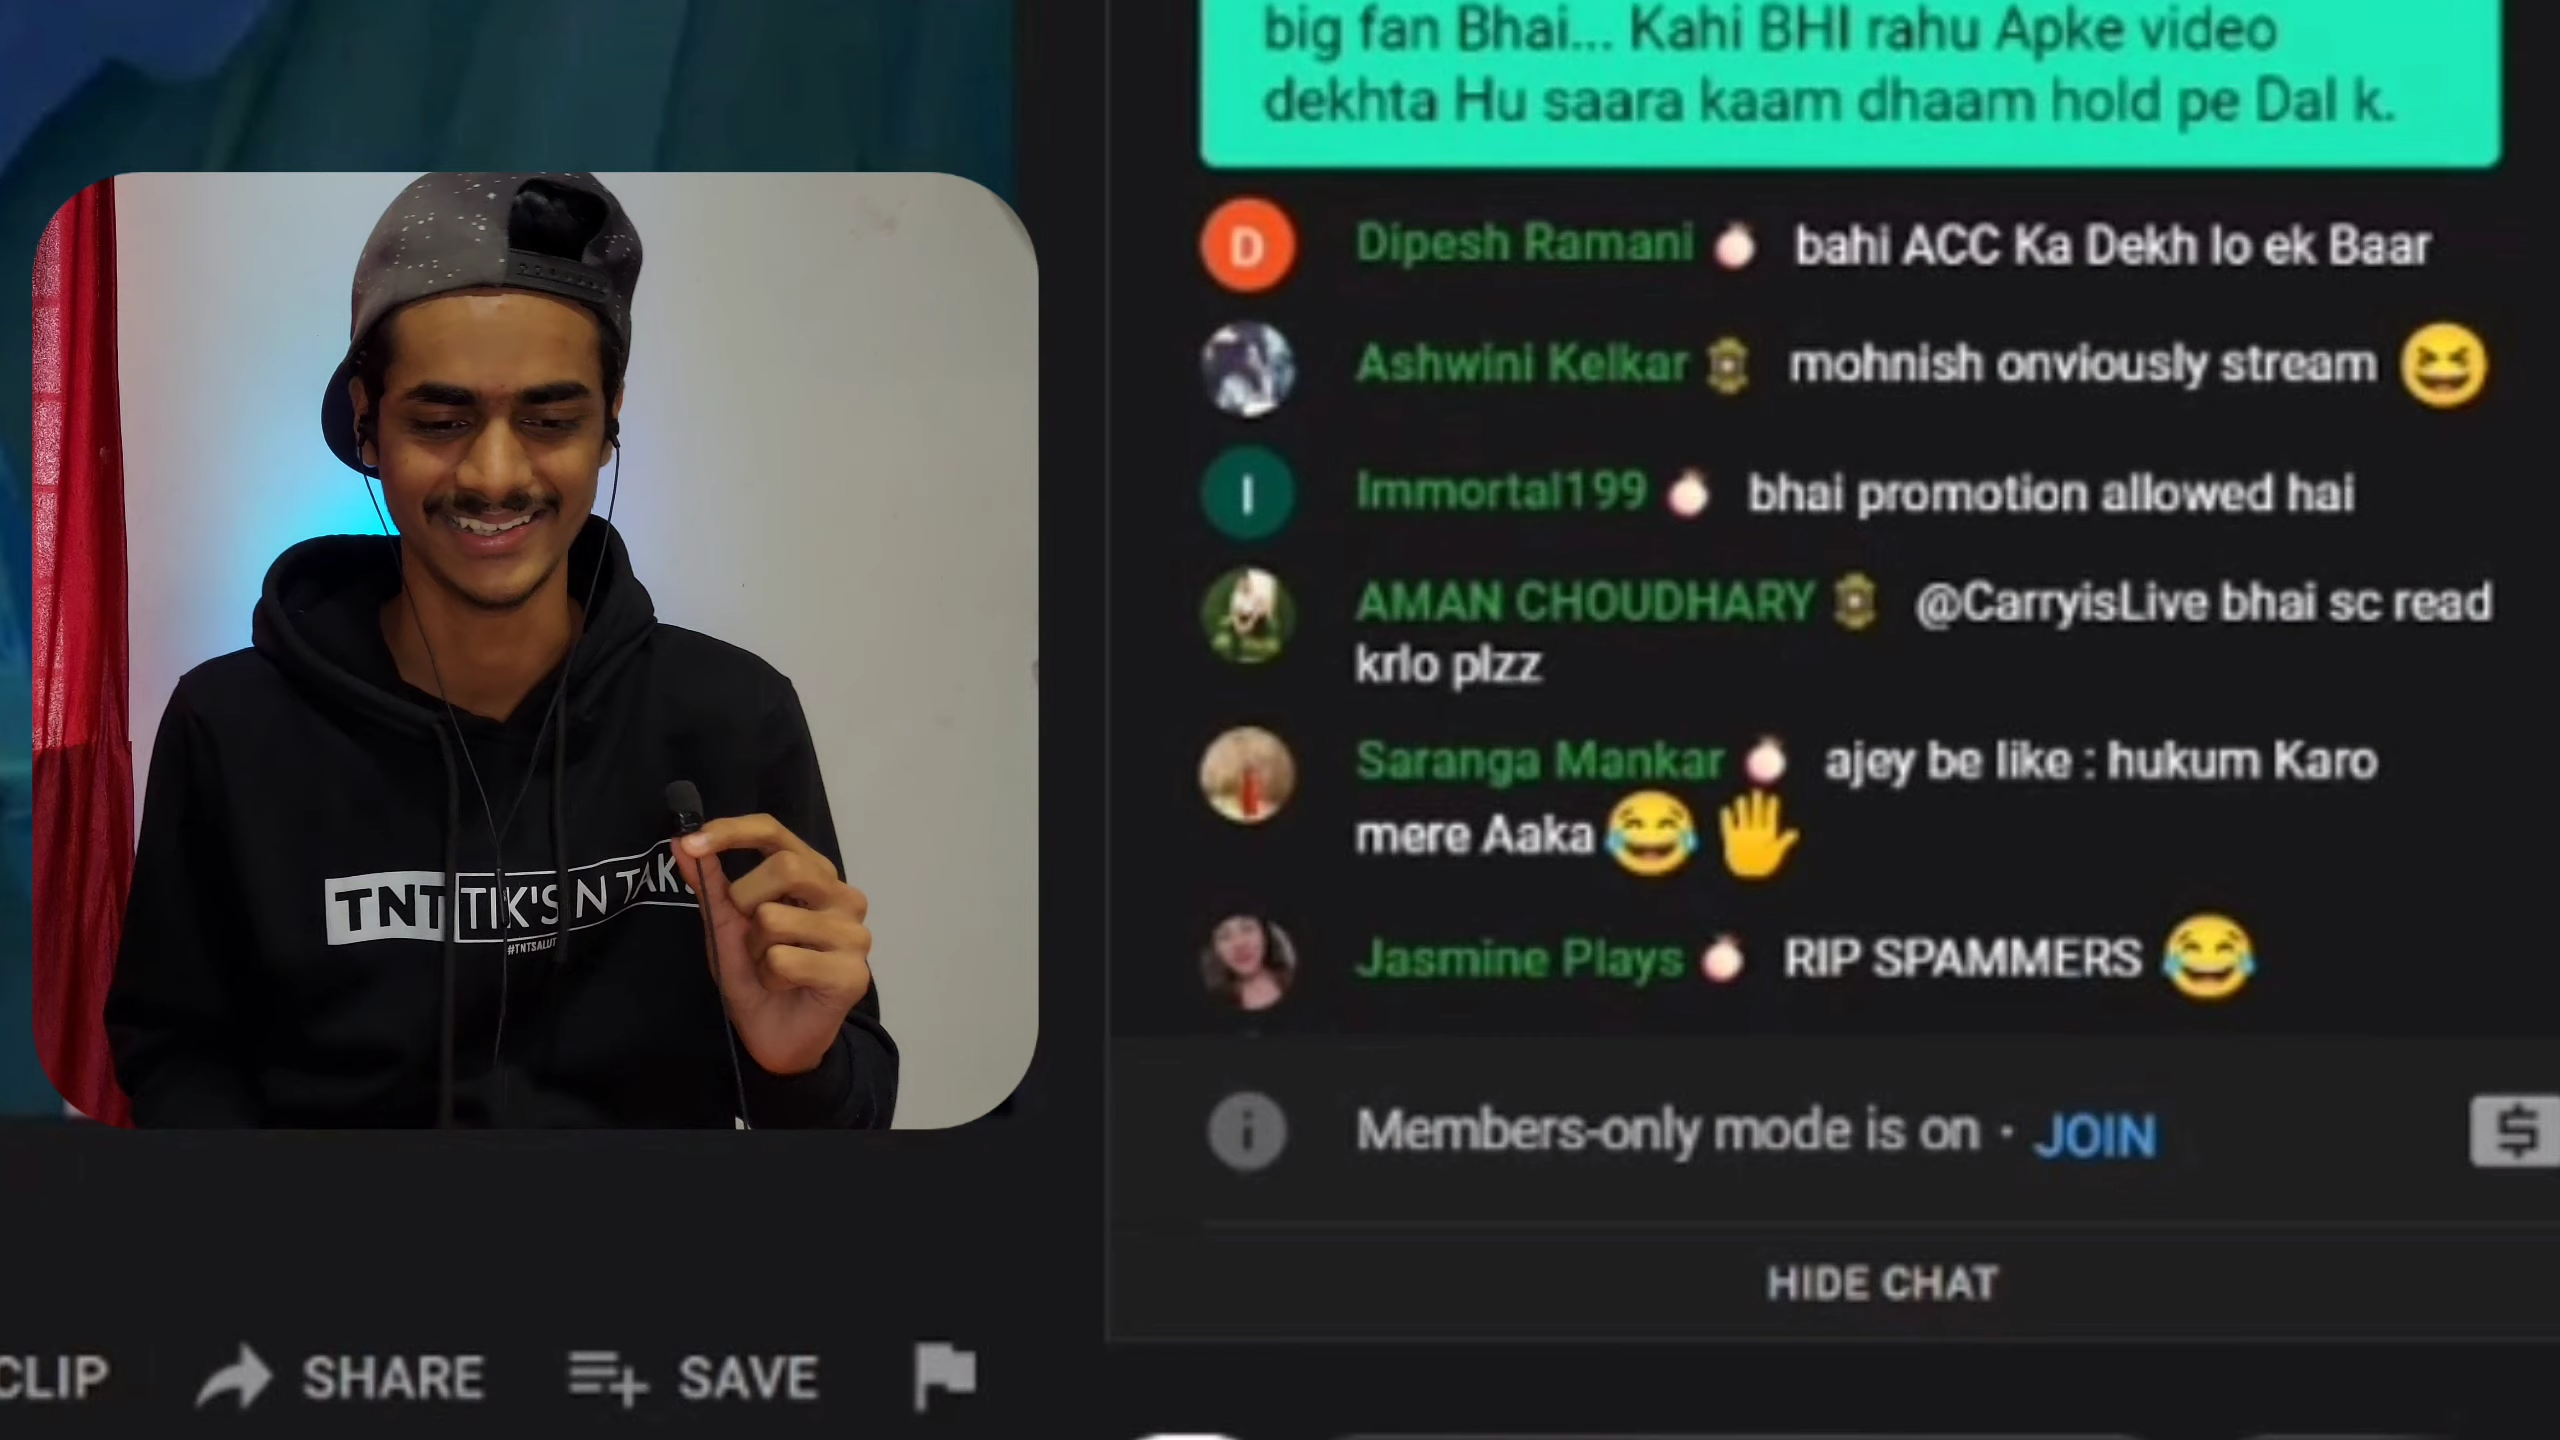 big fan Bhai... Kahi BHI rahu Apke video
dekhta Hu saara kaam dhaam hold pe Dal k.
D Dipesh Ramani bahi ACC Ka Dekh lo ek Baar
Ashwini Kelkar mohnish onviously stream 😆
I Immortal199 bhai promotion allowed hai
AMAN CHOUDHARY @CarryisLive bhai sc read
krlo plzz
Saranga Mankar ajey be like : hukum Karo
mere Aaka 😂 🖐
Jasmine Plays RIP SPAMMERS 😂
Members-only mode is on · JOIN
HIDE CHAT
CLIP SHARE SAVE
TNT TIK'S N TAK
#TNTSALUT